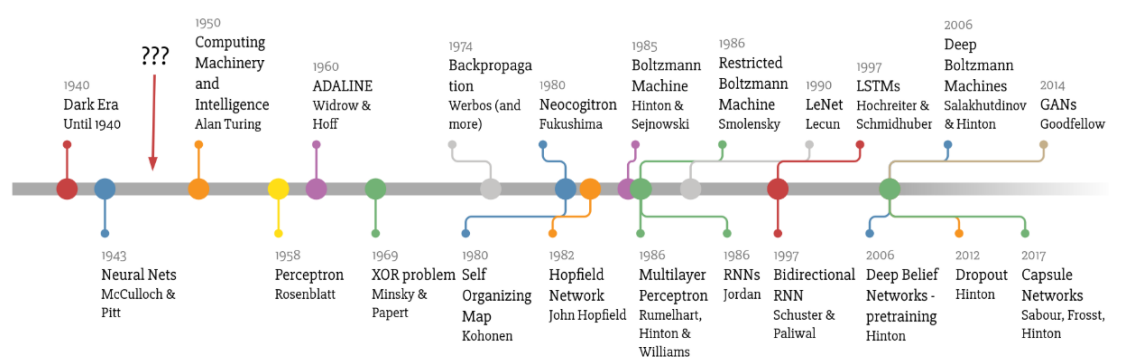 1940
Dark Era
Until 1940
???
1950
Computing
Machinery
and
Intelligence
Alan Turing
1960
ADALINE
Widrow &
Hoff
1974
Backpropaga
tion
Werbos (and
more)
1980
Neocogitron
Fukushima
1985
Boltzmann
Machine
Hinton &
Sejnowski
1986
Restricted
Boltzmann
Machine
Smolensky
1990
LeNet
Lecun
1997
LSTMs
Hochreiter &
Schmidhuber
2006
Deep
Boltzmann
Machines
Salakhutdinov
& Hinton
2014
GANs
Goodfellow
1943
Neural Nets
McCulloch &
Pitt
1958
Perceptron
Rosenblatt
1969
XOR problem
Minsky &
Papert
1980
Self
Organizing
Map
Kohonen
1982
Hopfield
Network
John Hopfield
1986
Multilayer
Perceptron
Rumelhart,
Hinton &
Williams
1986
RNNs
Jordan
1997
Bidirectional
RNN
Schuster &
Paliwal
2006
Deep Belief
Networks -
pretraining
Hinton
2012
Dropout
Hinton
2017
Capsule
Networks
Sabour, Frosst,
Hinton